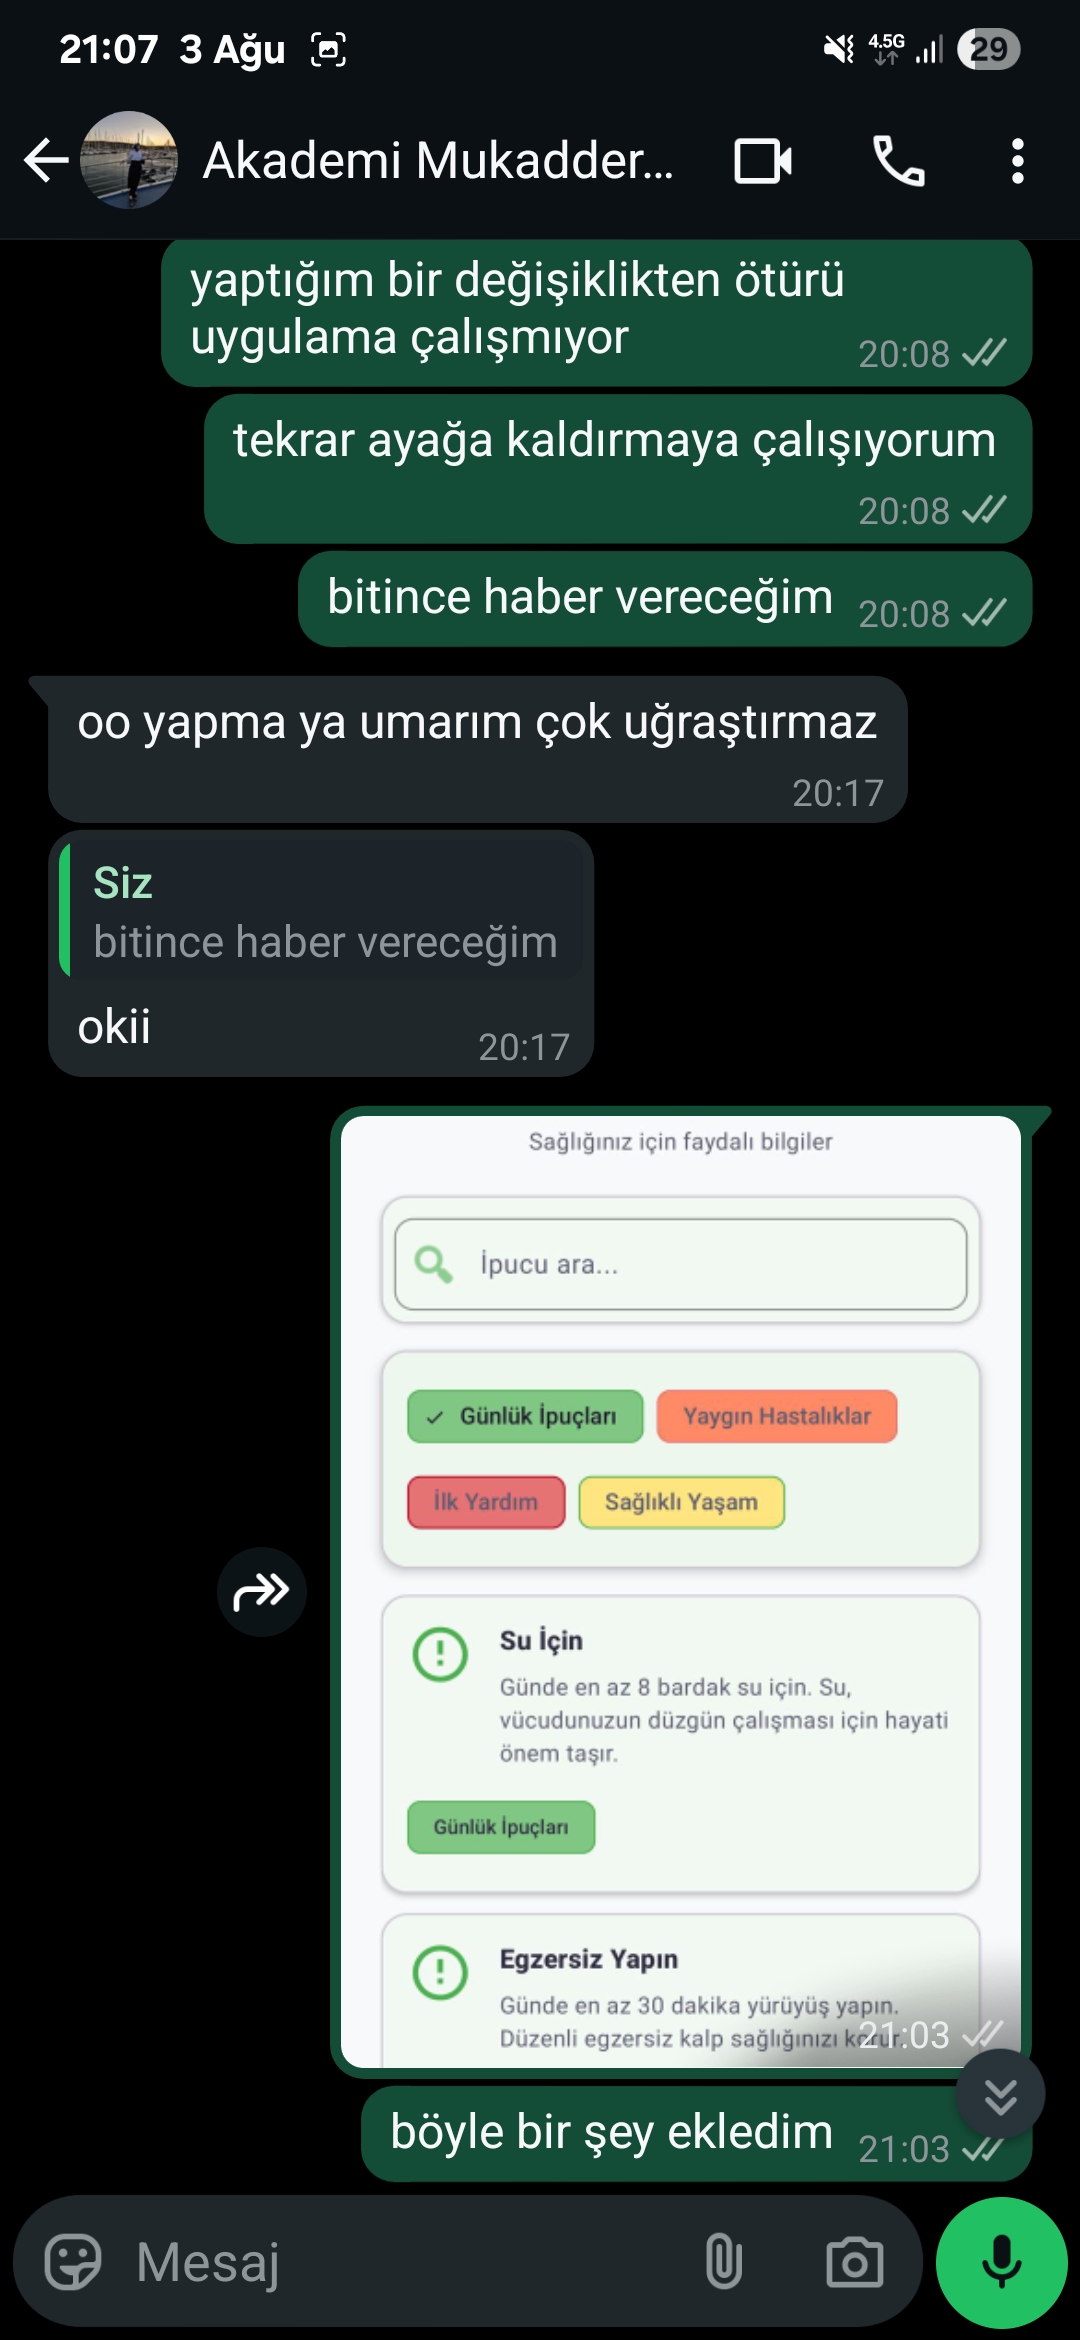 21:07 3 Ağu
4.5G
29
Akademi Mukadder...
yaptığım bir değişiklikten ötürü
uygulama çalışmıyor
20:08
tekrar ayağa kaldırmaya çalışıyorum
20:08
bitince haber vereceğim 20:08
oo yapma ya umarım çok uğraştırmaz
20:17
Siz
bitince haber vereceğim
okii
20:17
Sağlığınız için faydalı bilgiler
İpucu ara...
Günlük İpuçları Yaygın Hastalıklar
İlk Yardım Sağlıklı Yaşam
Su İçin
Günde en az 8 bardak su için. Su,
vücudunuzun düzgün çalışması için hayati
önem taşır.
Günlük İpuçları
Egzersiz Yapın
Günde en az 30 dakika yürüyüş yapın.
Düzenli egzersiz kalp sağlığınızı korur.
21:03
böyle bir şey ekledim 21:03
Mesaj